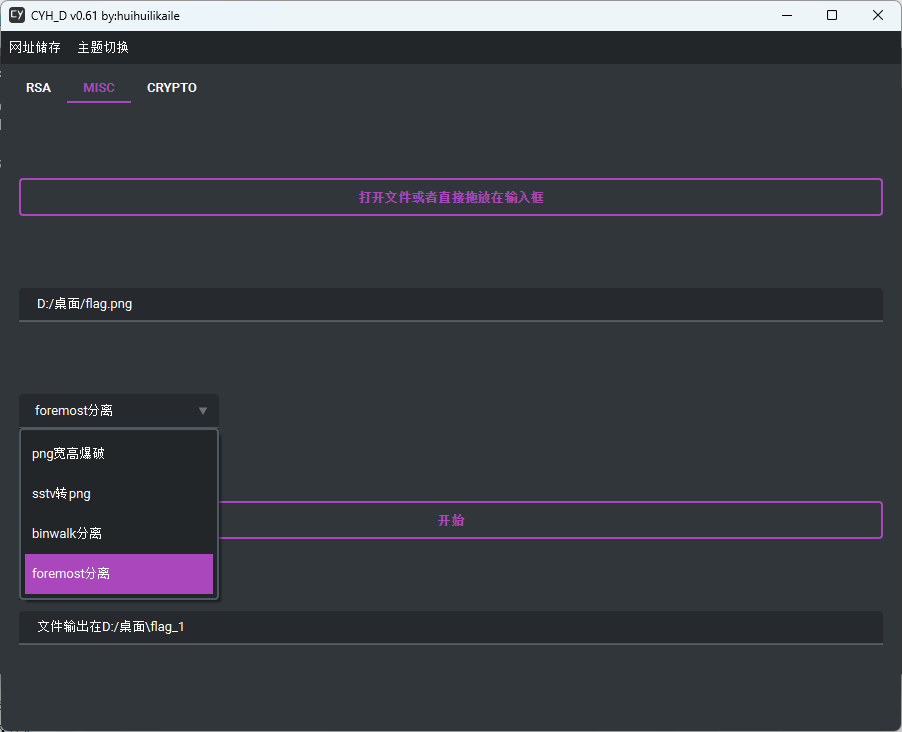 CY CYH_D v0.61 by:huihuilikaile
网址储存 主题切换
RSA MISC CRYPTO
打开文件或者直接拖放在输入框
D:/桌面/flag.png
foremost分离
png宽高爆破
sstv转png
开始
binwalk分离
foremost分离
文件输出在D:/桌面\flag_1